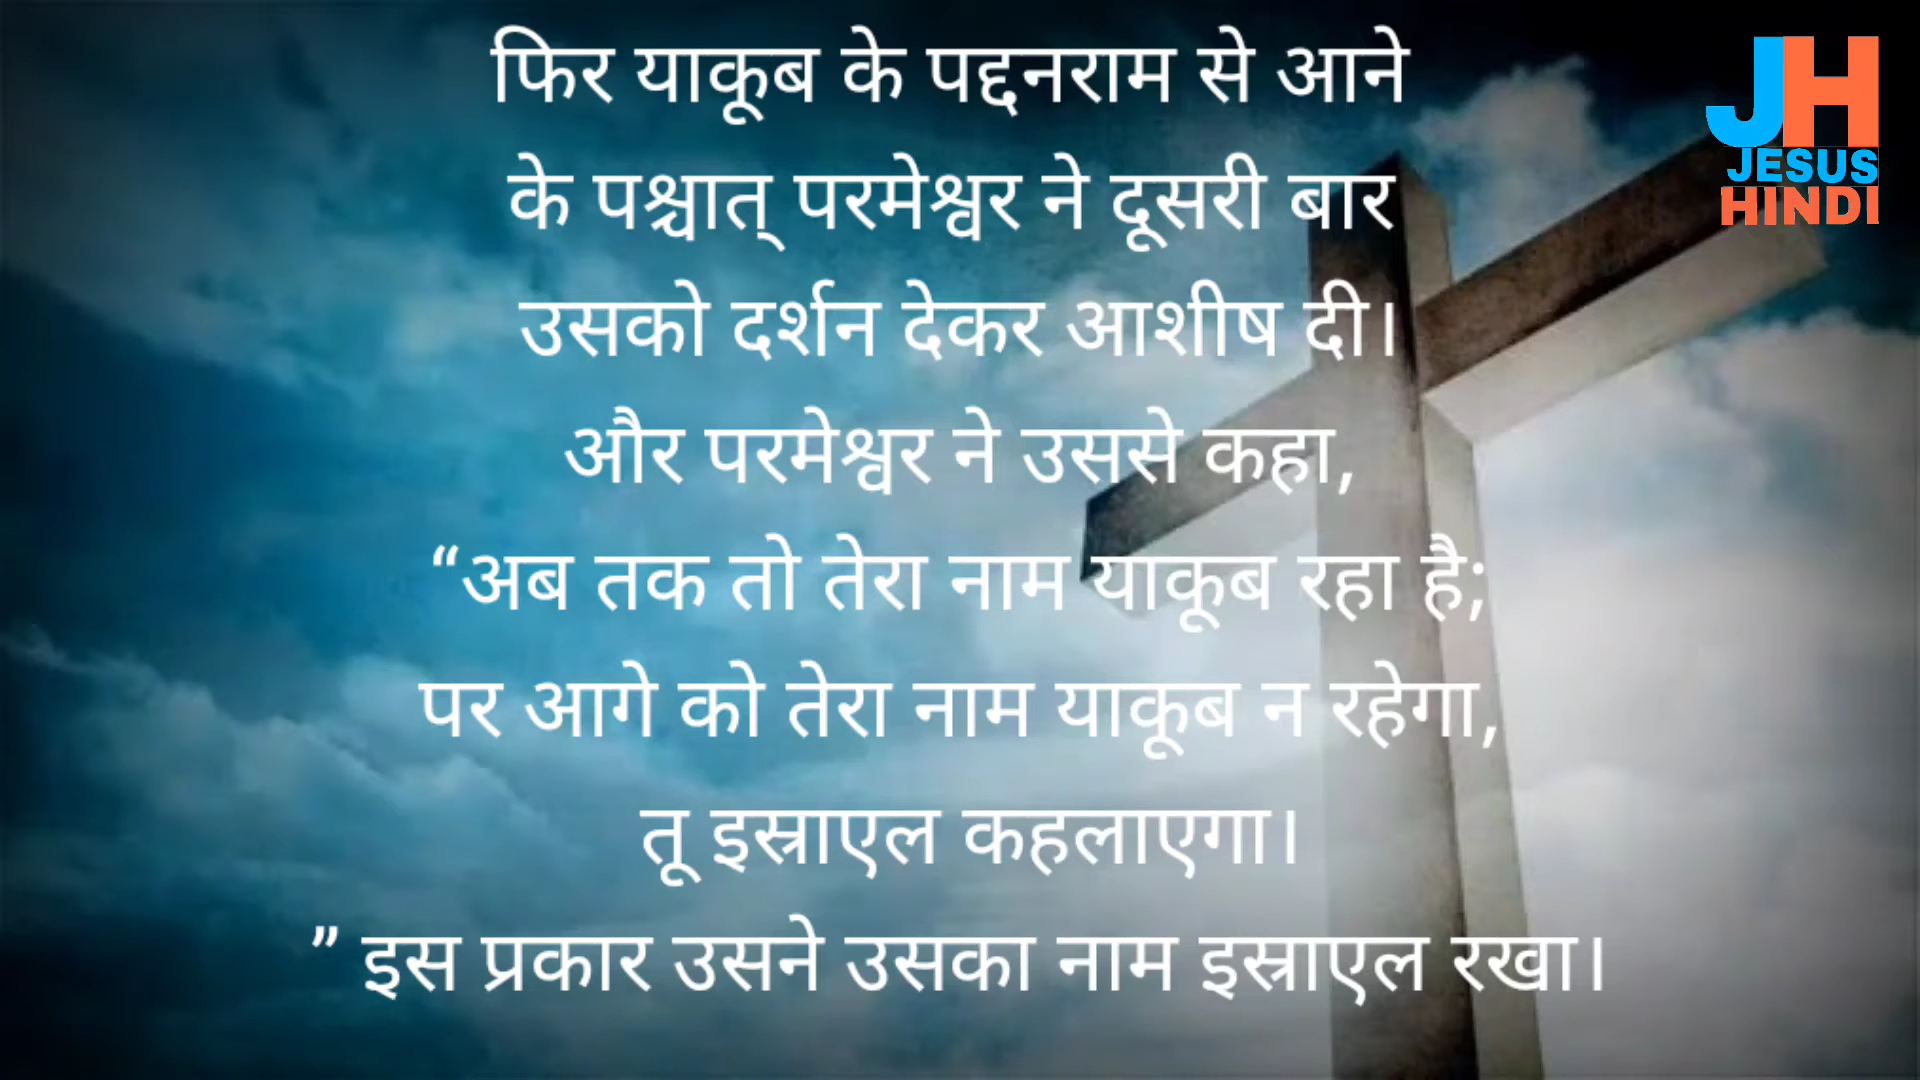 फिर याकूब के पद्दनराम से आने
के पश्चात् परमेश्वर ने दूसरी बार
उसको दर्शन देकर आशीष दी।
और परमेश्वर ने उससे कहा,
“अब तक तो तेरा नाम याकूब रहा है;
पर आगे को तेरा नाम याकूब न रहेगा,
तू इस्राएल कहलाएगा।
” इस प्रकार उसने उसका नाम इस्राएल रखा।
JH
JESUS
HINDI